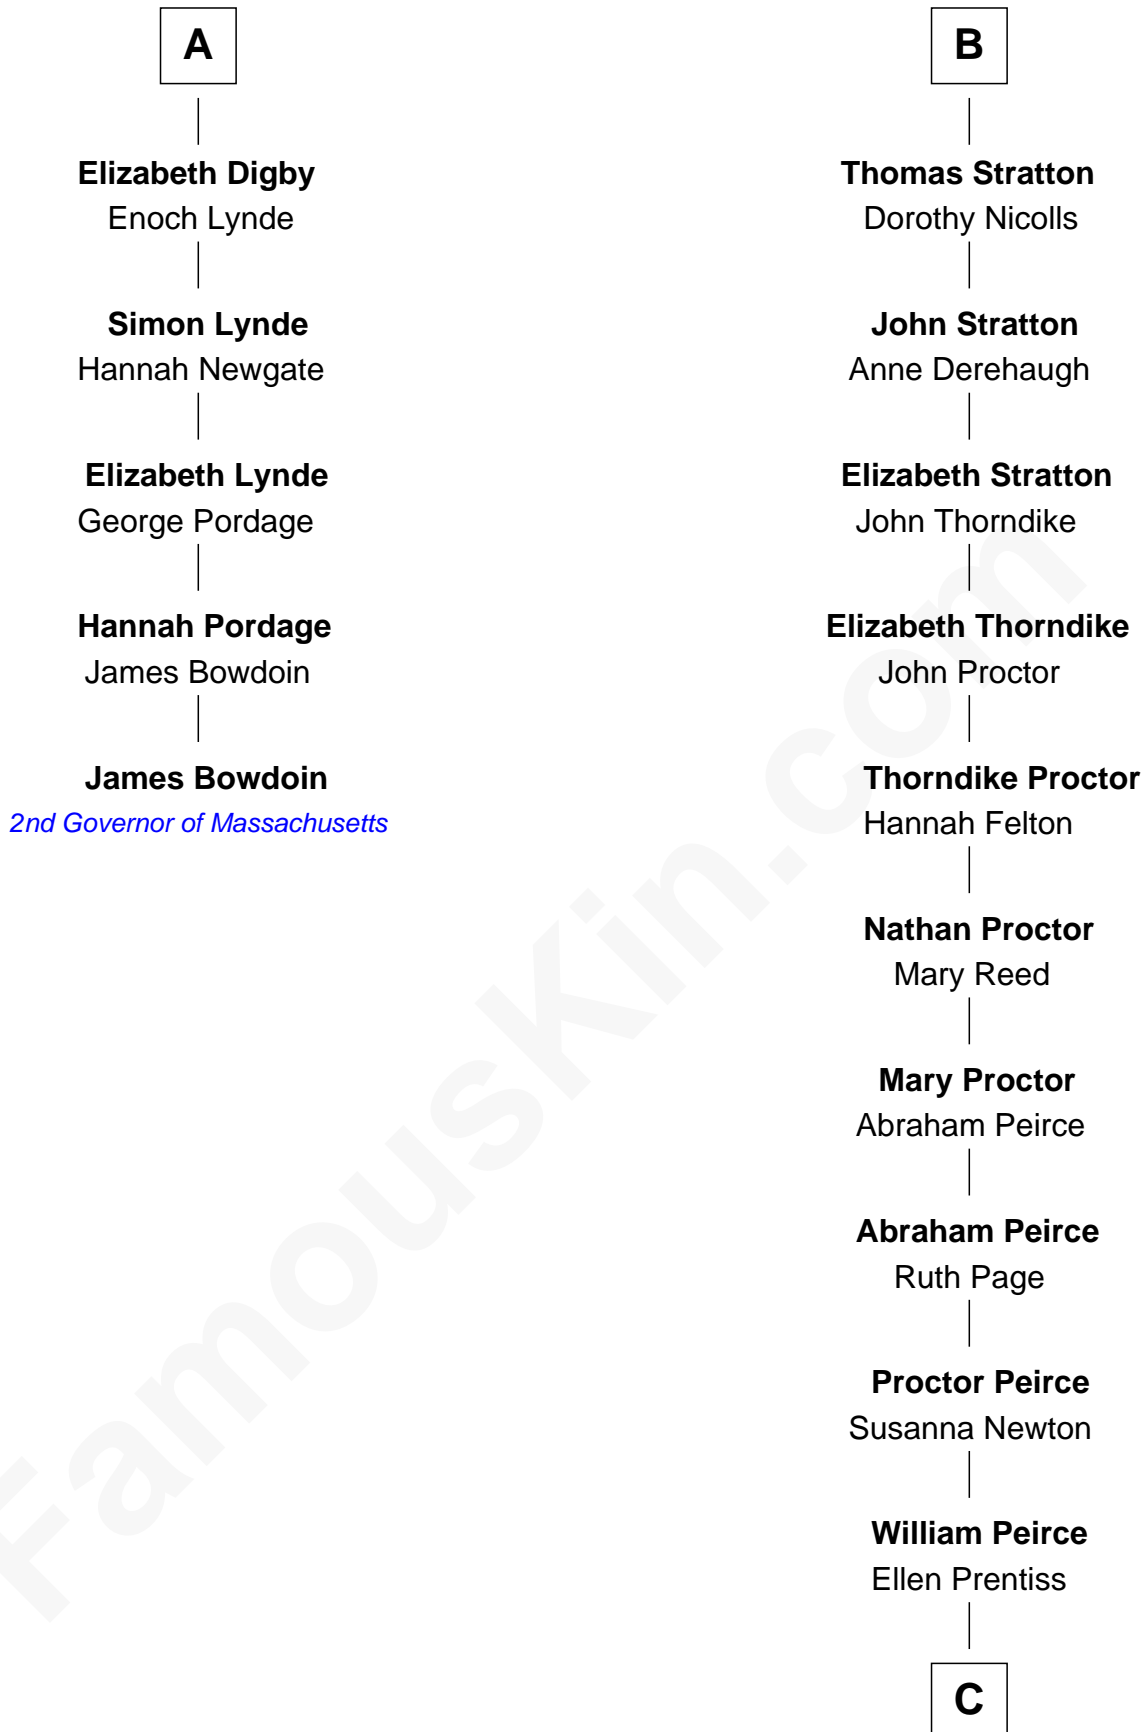 A
Elizabeth Digby
Enoch Lynde
Simon Lynde
Hannah Newgate
Elizabeth Lynde
George Pordage
Hannah Pordage
James Bowdoin
James Bowdoin
2nd Governor of Massachusetts
B
Thomas Stratton
Dorothy Nicolls
John Stratton
Anne Derehaugh
Elizabeth Stratton
John Thorndike
Elizabeth Thorndike
John Proctor
Thorndike Proctor
Hannah Felton
Nathan Proctor
Mary Reed
Mary Proctor
Abraham Peirce
Abraham Peirce
Ruth Page
Proctor Peirce
Susanna Newton
William Peirce
Ellen Prentiss
C
FamousKin.com